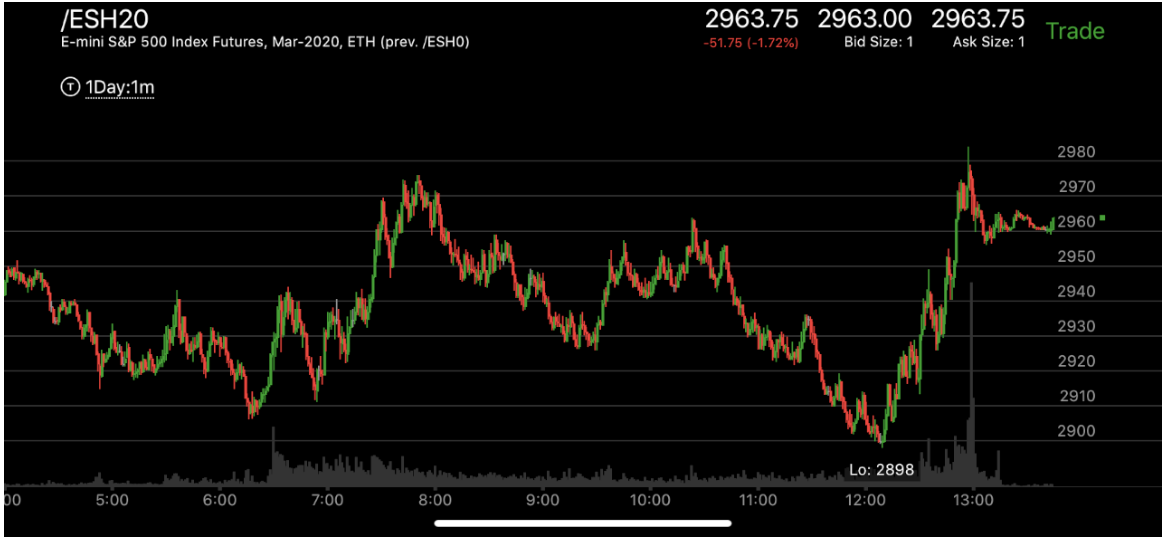 /ESH20
E-mini S&P 500 Index Futures, Mar-2020, ETH (prev. /ESH0)
2963.75 2963.00 2963.75 Trade
-51.75 (-1.72%) Bid Size: 1 Ask Size: 1
T 1Day:1m
2980
2970
2960
2950
2940
2930
2920
2910
2900
Lo: 2898
00 5:00 6:00 7:00 8:00 9:00 10:00 11:00 12:00 13:00